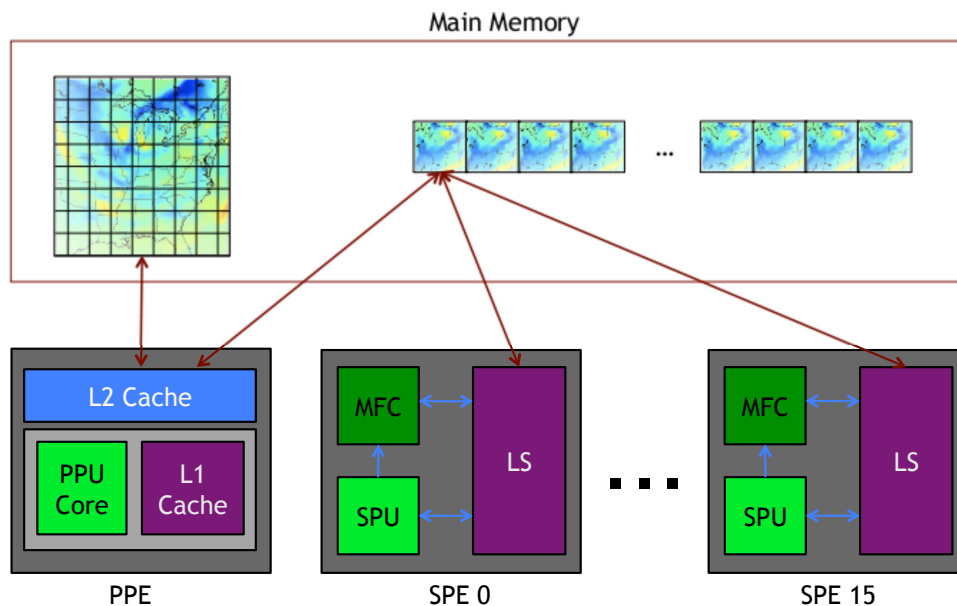 Main Memory
...
L2 Cache
PPU
Core
L1
Cache
PPE
MFC
SPU
LS
SPE 0
...
MFC
SPU
LS
SPE 15